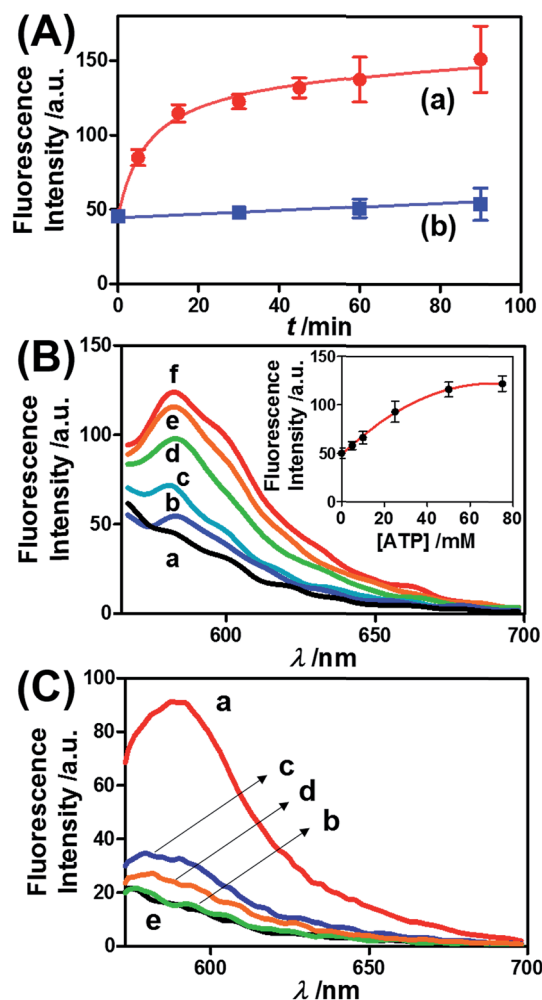 (A)
Fluorescence
Intensity /a.u.
150
100
50
0
(a)
(b)
0 20 40 60 80 100
t /min
(B)
Fluorescence
Intensity /a.u.
150
100
50
0
f
e
d
c
b
a
Fluorescence
Intensity /a.u.
150
100
50
0
0 20 40 60 80
[ATP] /mM
600 650 700
λ /nm
(C)
Fluorescence
Intensity /a.u.
100
80
60
40
20
0
a
c
d
b
e
600 650 700
λ /nm